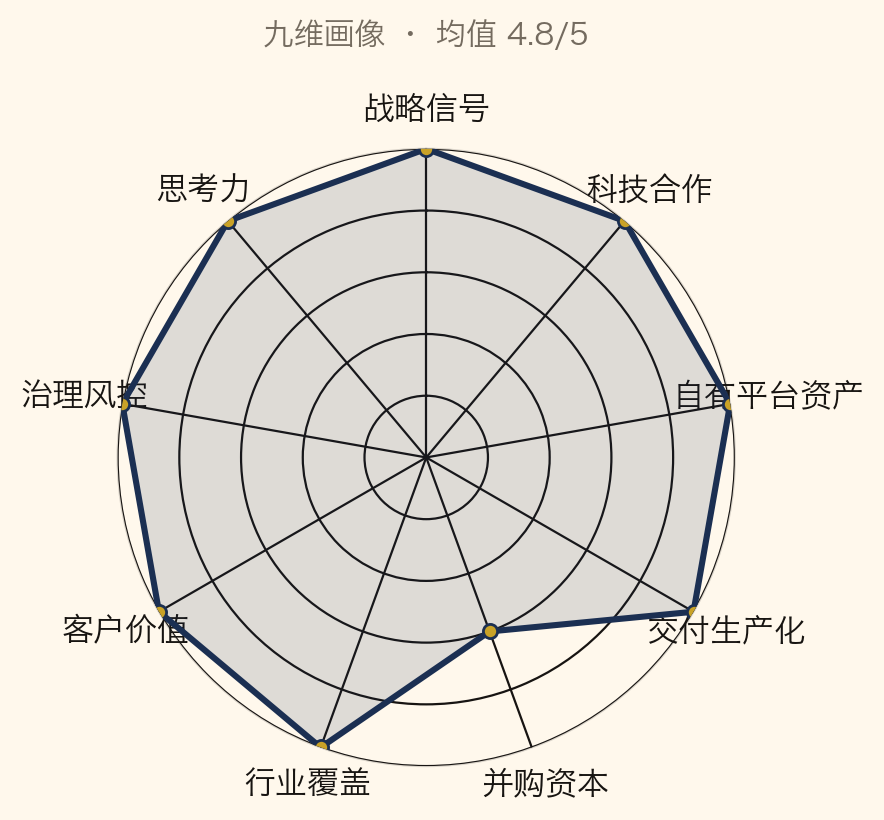 九维画像 · 均值 4.8/5
战略信号
思考力
科技合作
治理风控
自有平台资产
客户价值
交付生产化
行业覆盖
并购资本